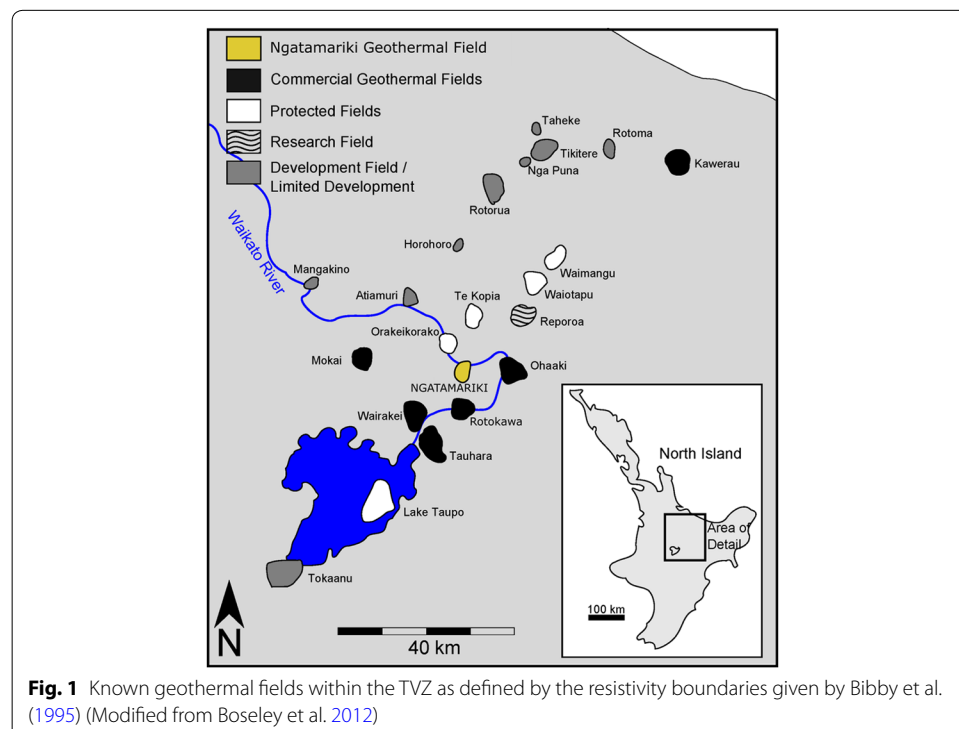 Ngatamariki Geothermal Field
Commercial Geothermal Fields
Protected Fields
Research Field
Development Field /
Limited Development
Taheke
Tikitere
Rotoma
Nga Puna
Kawerau
Rotorua
Waikato River
Horohoro
Waimangu
Mangakino
Waiotapu
Atiamuri
Te Kopia
Reporoa
Orakeikorako
Mokai
Ohaaki
NGATAMARIKI
Wairakei
Rotokawa
Tauhara
Lake Taupo
Tokaanu
N
40 km
North Island
Area of
Detail
100 km
Fig. 1 Known geothermal fields within the TVZ as defined by the resistivity boundaries given by Bibby et al.
(1995) (Modified from Boseley et al. 2012)